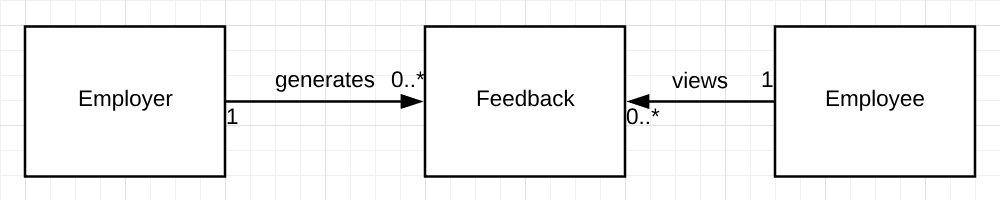 Employer
generates
0..*
1
Feedback
views
1
0..*
Employee